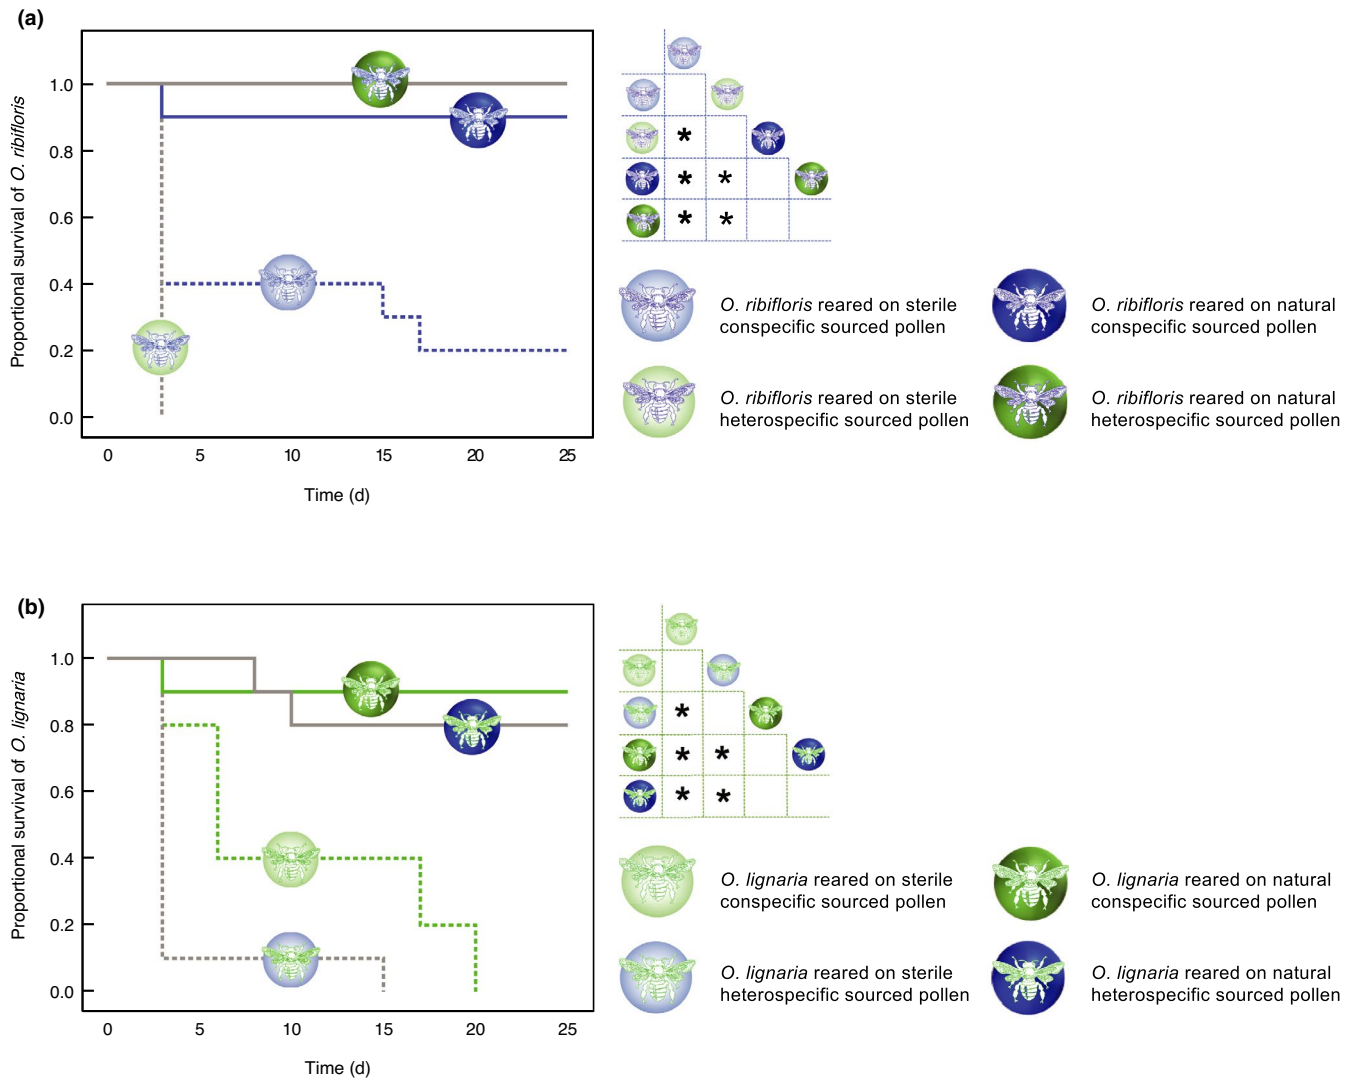 (a)
Proportional survival of O. ribifloris
1.0
0.8
0.6
0.4
0.2
0.0
0 5 10 15 20 25
Time (d)
*
* *
* *
O. ribifloris reared on sterile
conspecific sourced pollen
O. ribifloris reared on natural
conspecific sourced pollen
O. ribifloris reared on sterile
heterospecific sourced pollen
O. ribifloris reared on natural
heterospecific sourced pollen
(b)
Proportional survival of O. lignaria
1.0
0.8
0.6
0.4
0.2
0.0
0 5 10 15 20 25
Time (d)
*
* *
* *
O. lignaria reared on sterile
conspecific sourced pollen
O. lignaria reared on natural
conspecific sourced pollen
O. lignaria reared on sterile
heterospecific sourced pollen
O. lignaria reared on natural
heterospecific sourced pollen